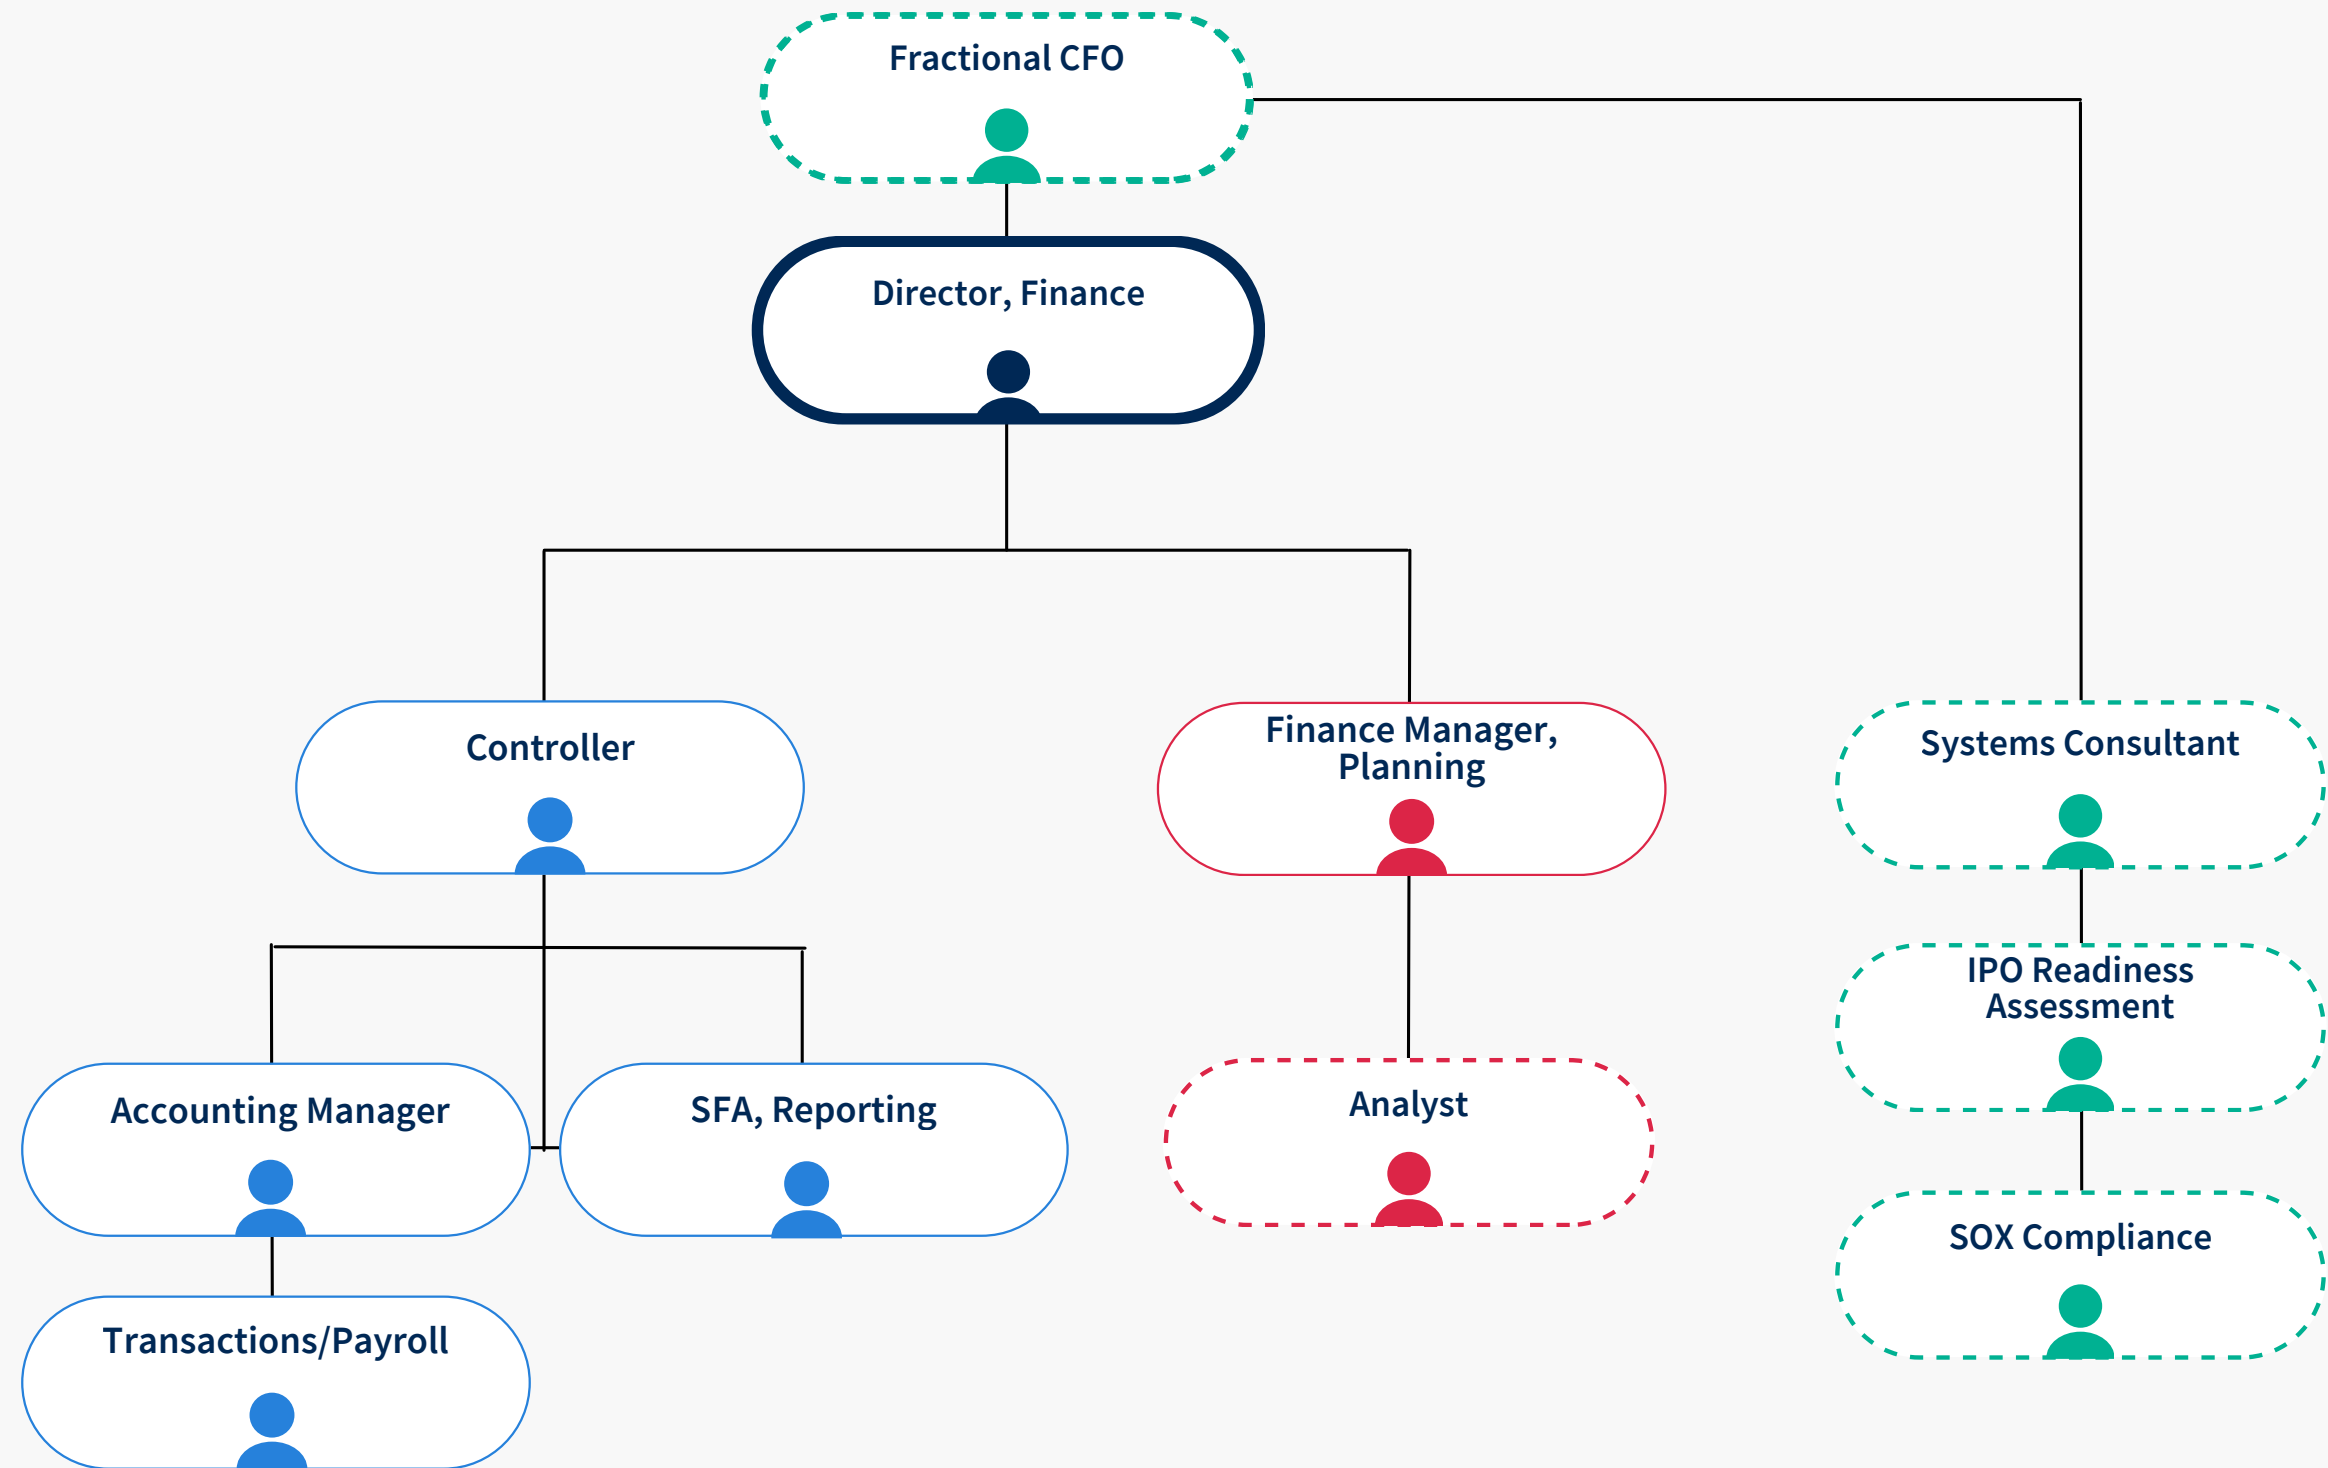 Fractional CFO
Director, Finance
Controller
Finance Manager,
Planning
Systems Consultant
IPO Readiness
Assessment
Accounting Manager
SFA, Reporting
Analyst
SOX Compliance
Transactions/Payroll